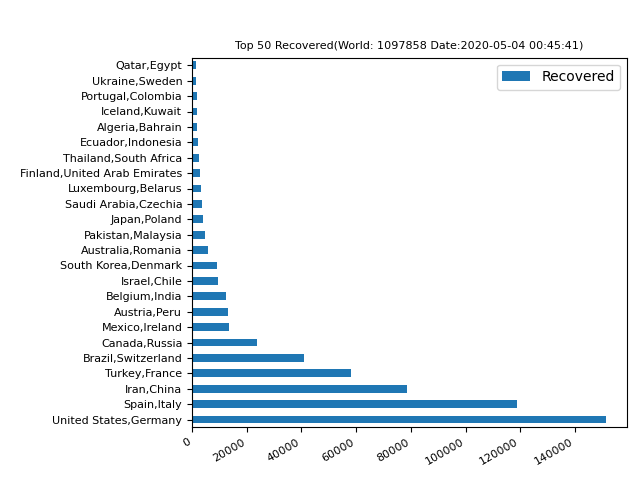 Top 50 Recovered(World: 1097858 Date:2020-05-04 00:45:41)
Recovered
Qatar,Egypt
Ukraine,Sweden
Portugal,Colombia
Iceland,Kuwait
Algeria,Bahrain
Ecuador,Indonesia
Thailand,South Africa
Finland,United Arab Emirates
Luxembourg,Belarus
Saudi Arabia,Czechia
Japan,Poland
Pakistan,Malaysia
Australia,Romania
South Korea,Denmark
Israel,Chile
Belgium,India
Austria,Peru
Mexico,Ireland
Canada,Russia
Brazil,Switzerland
Turkey,France
Iran,China
Spain,Italy
United States,Germany
0 20000 40000 60000 80000 100000 120000 140000